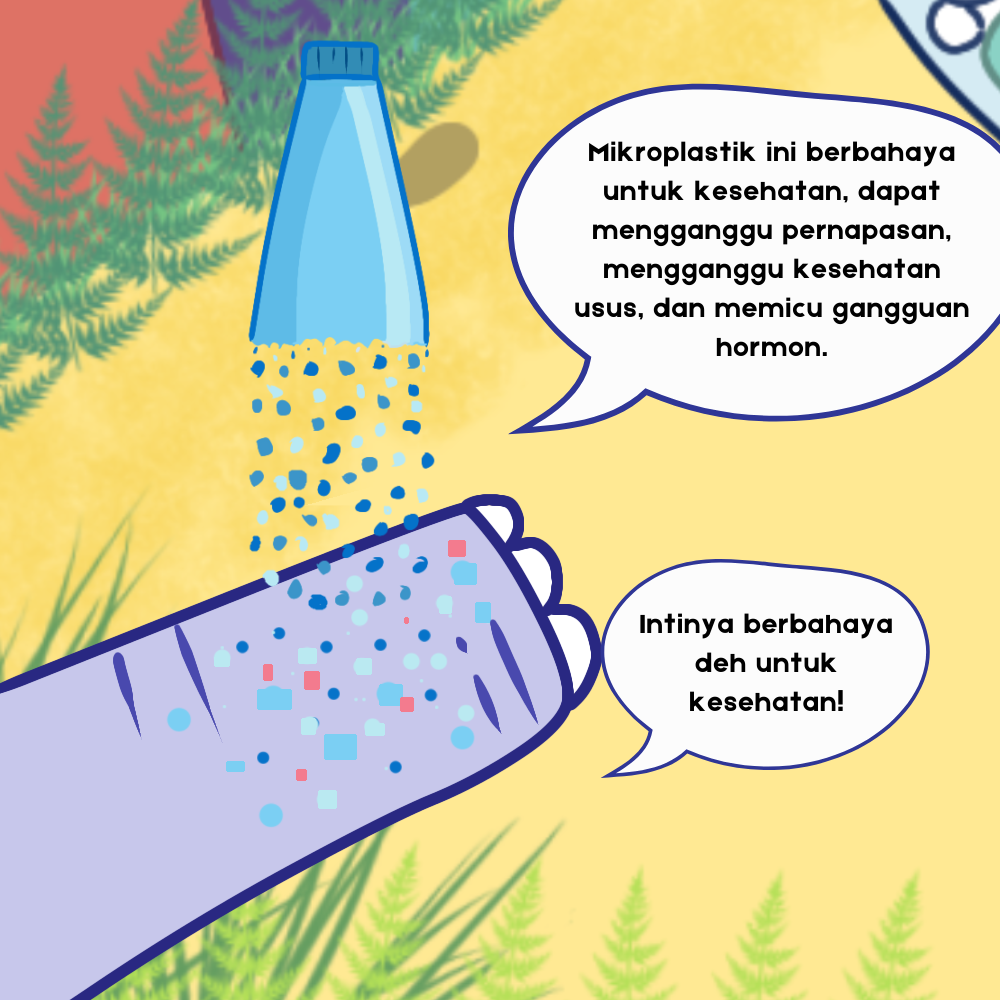 Mikroplastik ini berbahaya
untuk kesehatan, dapat
mengganggu pernapasan,
mengganggu kesehatan
usus, dan memicu gangguan
hormon.
Intinya berbahaya
deh untuk
kesehatan!